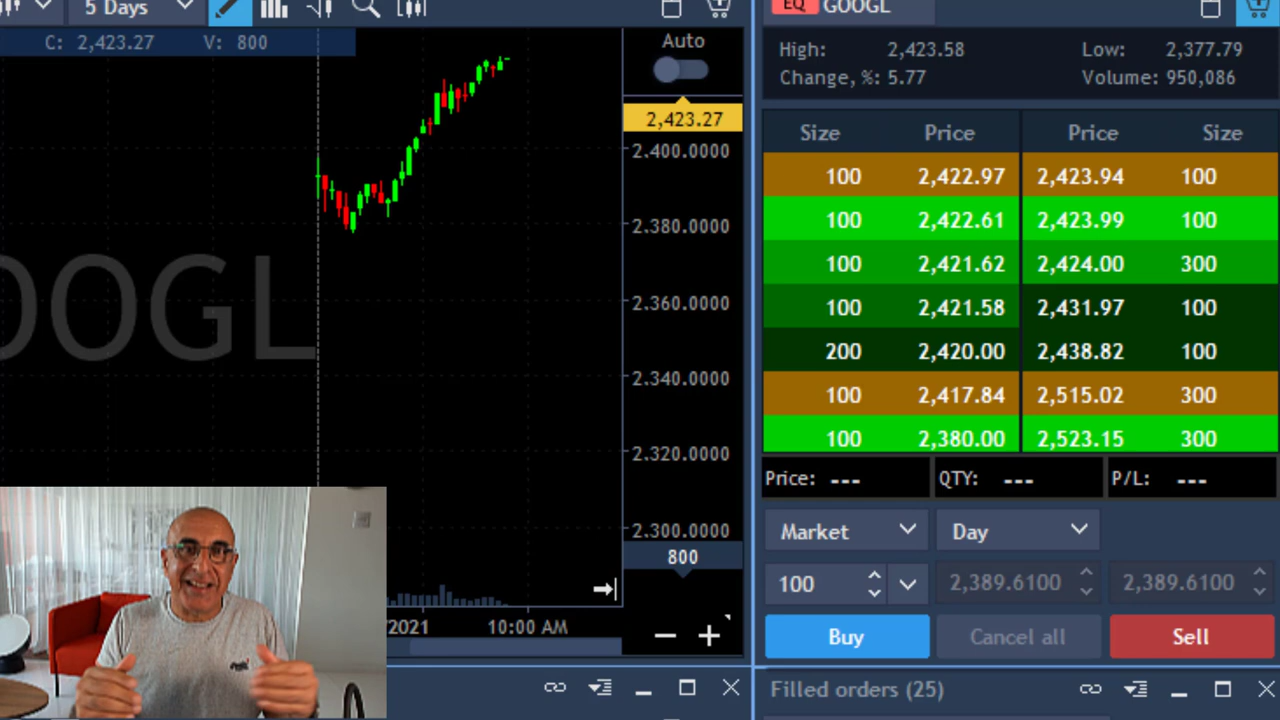 5 Days
C: 2,423.27 V: 800
Auto
2,423.27
2.400.0000
2.380.0000
2.360.0000
2.340.0000
2.320.0000
2.300.0000
800
OOGL
/2021 10:00 AM
EQ GOOGL
High: 2,423.58 Low: 2,377.79
Change, %: 5.77 Volume: 950,086
Size Price Price Size
100 2,422.97 2,423.94 100
100 2,422.61 2,423.99 100
100 2,421.62 2,424.00 300
100 2,421.58 2,431.97 100
200 2,420.00 2,438.82 100
100 2,417.84 2,515.02 300
100 2,380.00 2,523.15 300
Price: --- QTY: --- P/L: ---
Market Day
100 2,389.6100 2,389.6100
Buy Cancel all Sell
Filled orders (25)